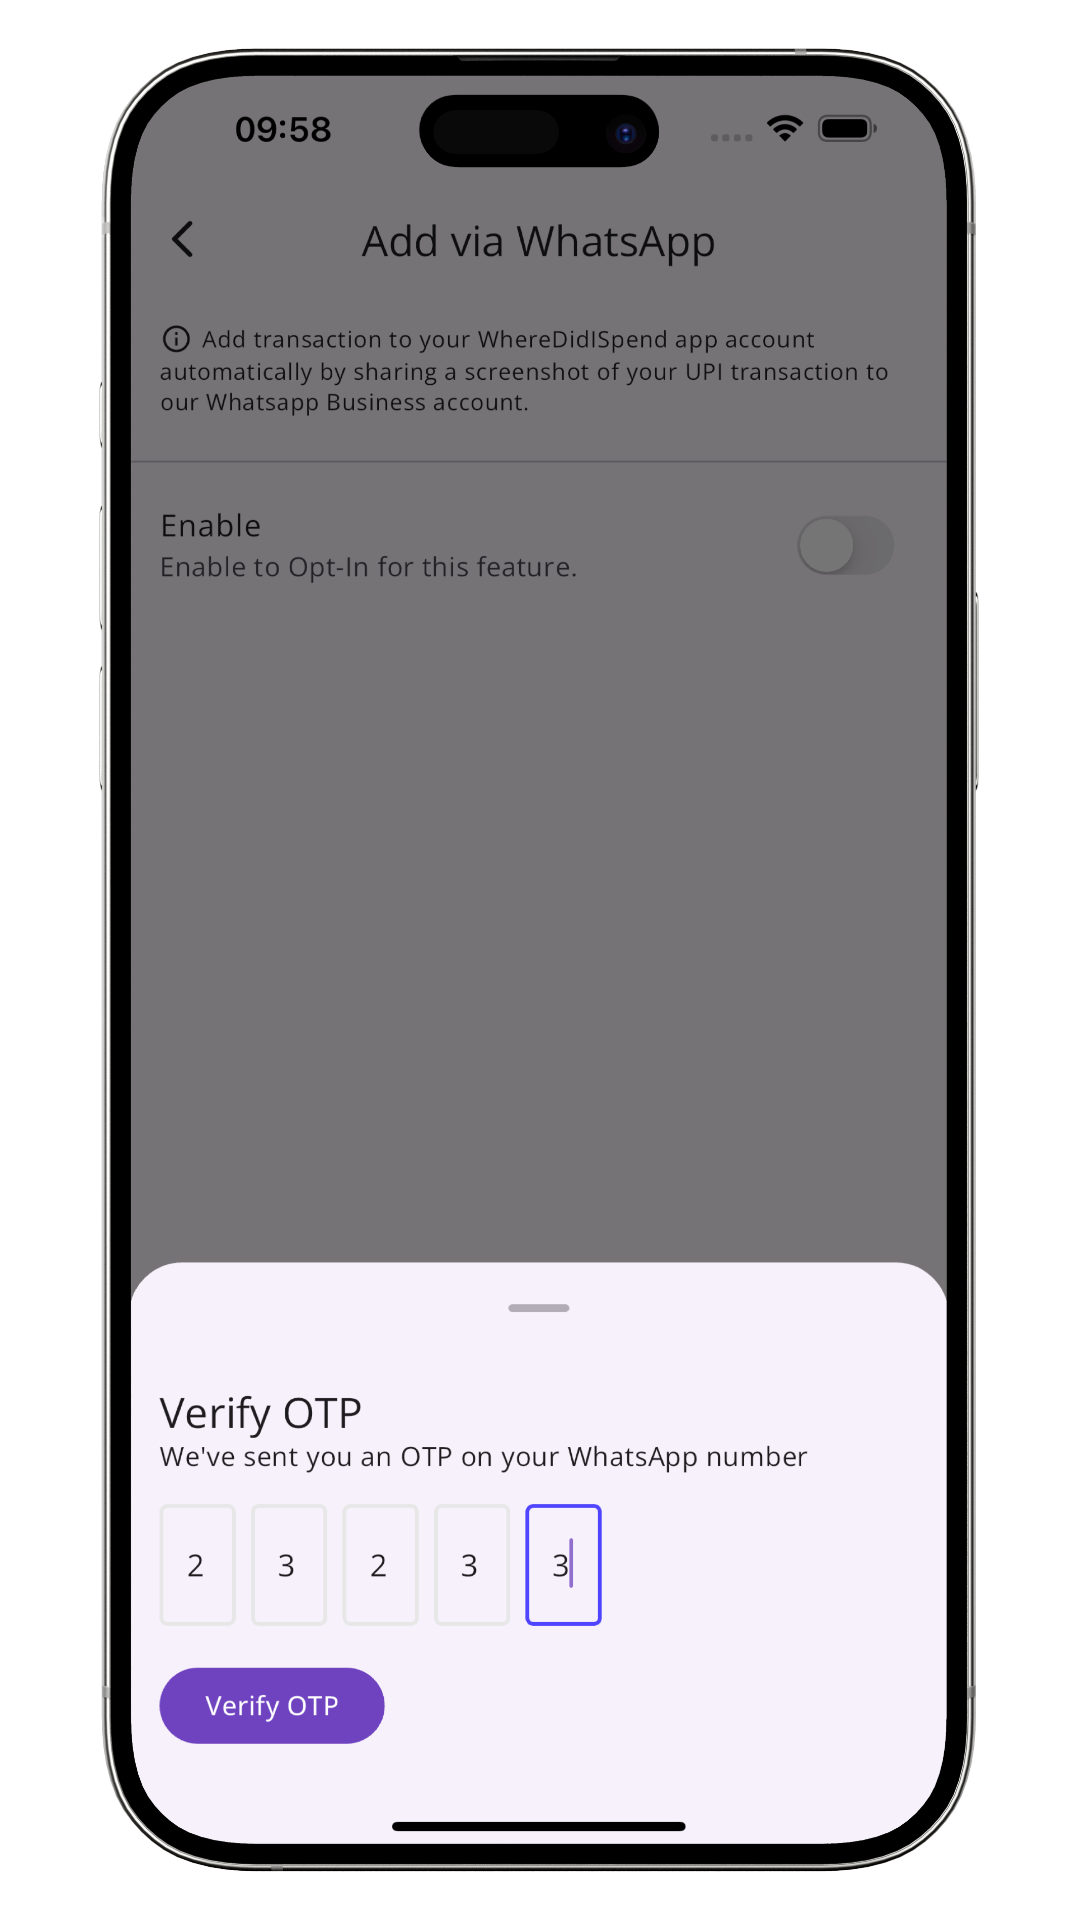 09:58
Add via WhatsApp
Add transaction to your WhereDidISpend app account
automatically by sharing a screenshot of your UPI transaction to
our Whatsapp Business account.
Enable
Enable to Opt-In for this feature.
Verify OTP
We've sent you an OTP on your WhatsApp number
2 3 2 3 3
Verify OTP